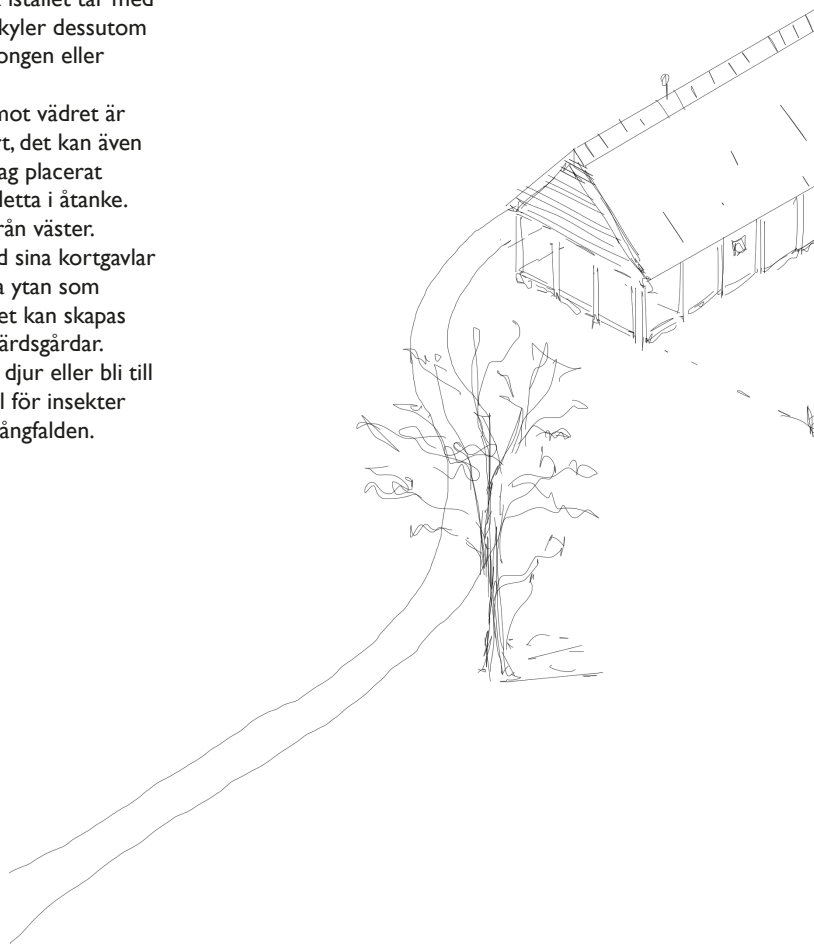 istället tar med
kyler dessutom
ongen eller
mot vädret är
rt, det kan även
ag placerat
detta i åtanke.
rån väster.
d sina kortgavlar
a ytan som
et kan skapas
ärdsgårdar.
djur eller bli till
l för insekter
ångfalden.